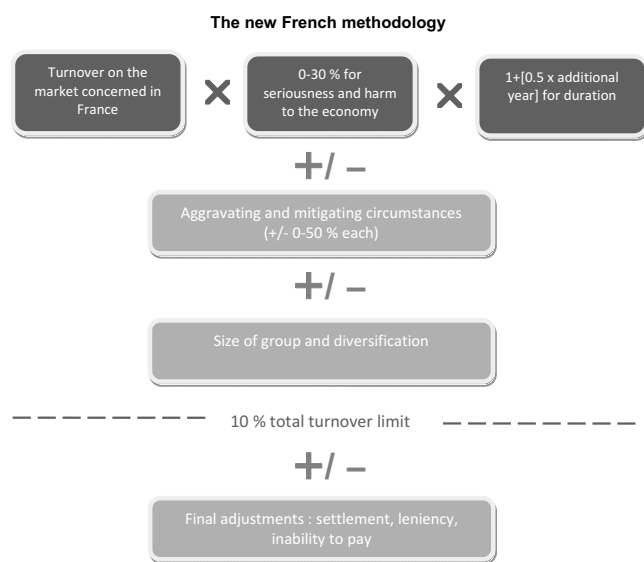 The new French methodology
Turnover on the
market concerned in
France
×
0-30 % for
seriousness and harm
to the economy
×
1+[0.5 x additional
year] for duration
+/ –
Aggravating and mitigating circumstances
(+/- 0-50 % each)
+/ –
Size of group and diversification
10 % total turnover limit
+/ –
Final adjustments : settlement, leniency,
inability to pay